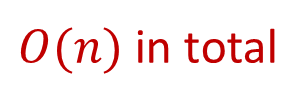 O(n) in total